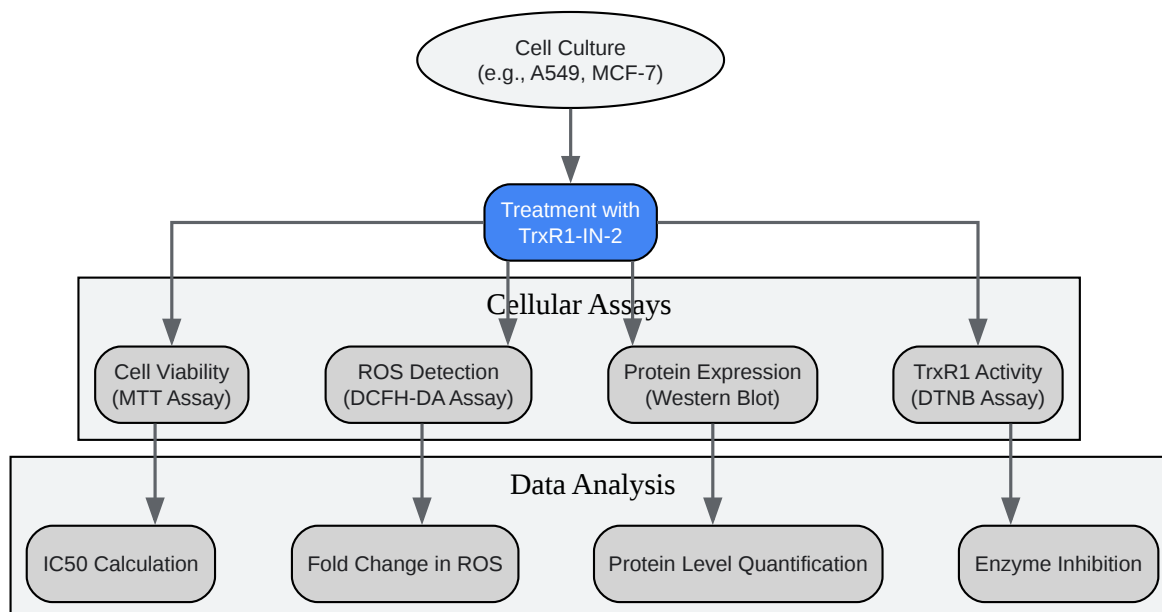 Cell Culture
(e.g., A549, MCF-7)
Treatment with
TrxR1-IN-2
Cellular Assays
Cell Viability
(MTT Assay)
ROS Detection
(DCFH-DA Assay)
Protein Expression
(Western Blot)
TrxR1 Activity
(DTNB Assay)
Data Analysis
IC50 Calculation
Fold Change in ROS
Protein Level Quantification
Enzyme Inhibition